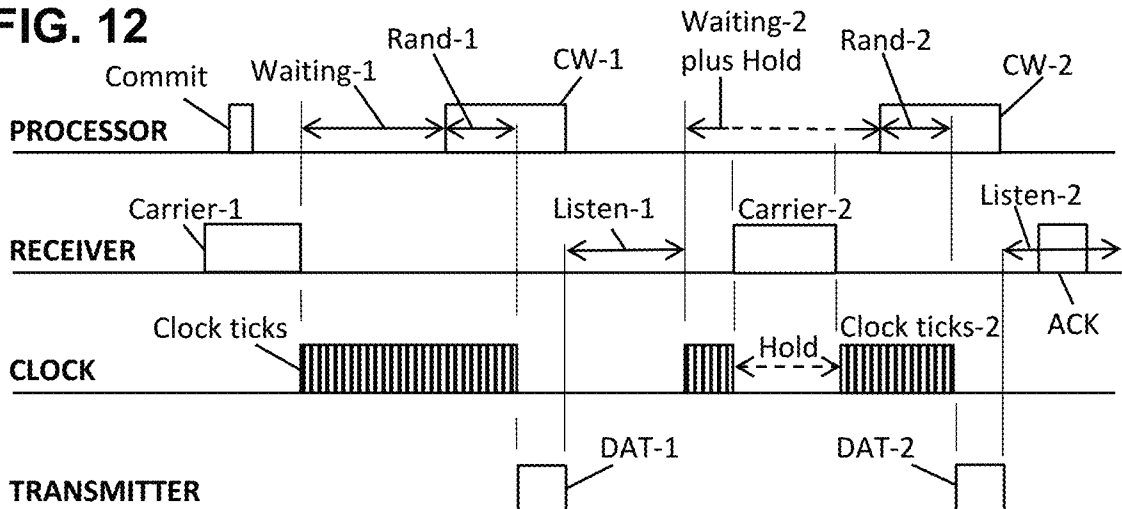 FIG. 12
Commit
Waiting-1
Rand-1
CW-1
Waiting-2
plus Hold
Rand-2
CW-2
PROCESSOR
Carrier-1
Listen-1
Carrier-2
Listen-2
RECEIVER
ACK
Clock ticks
Hold
Clock ticks-2
CLOCK
DAT-1
DAT-2
TRANSMITTER